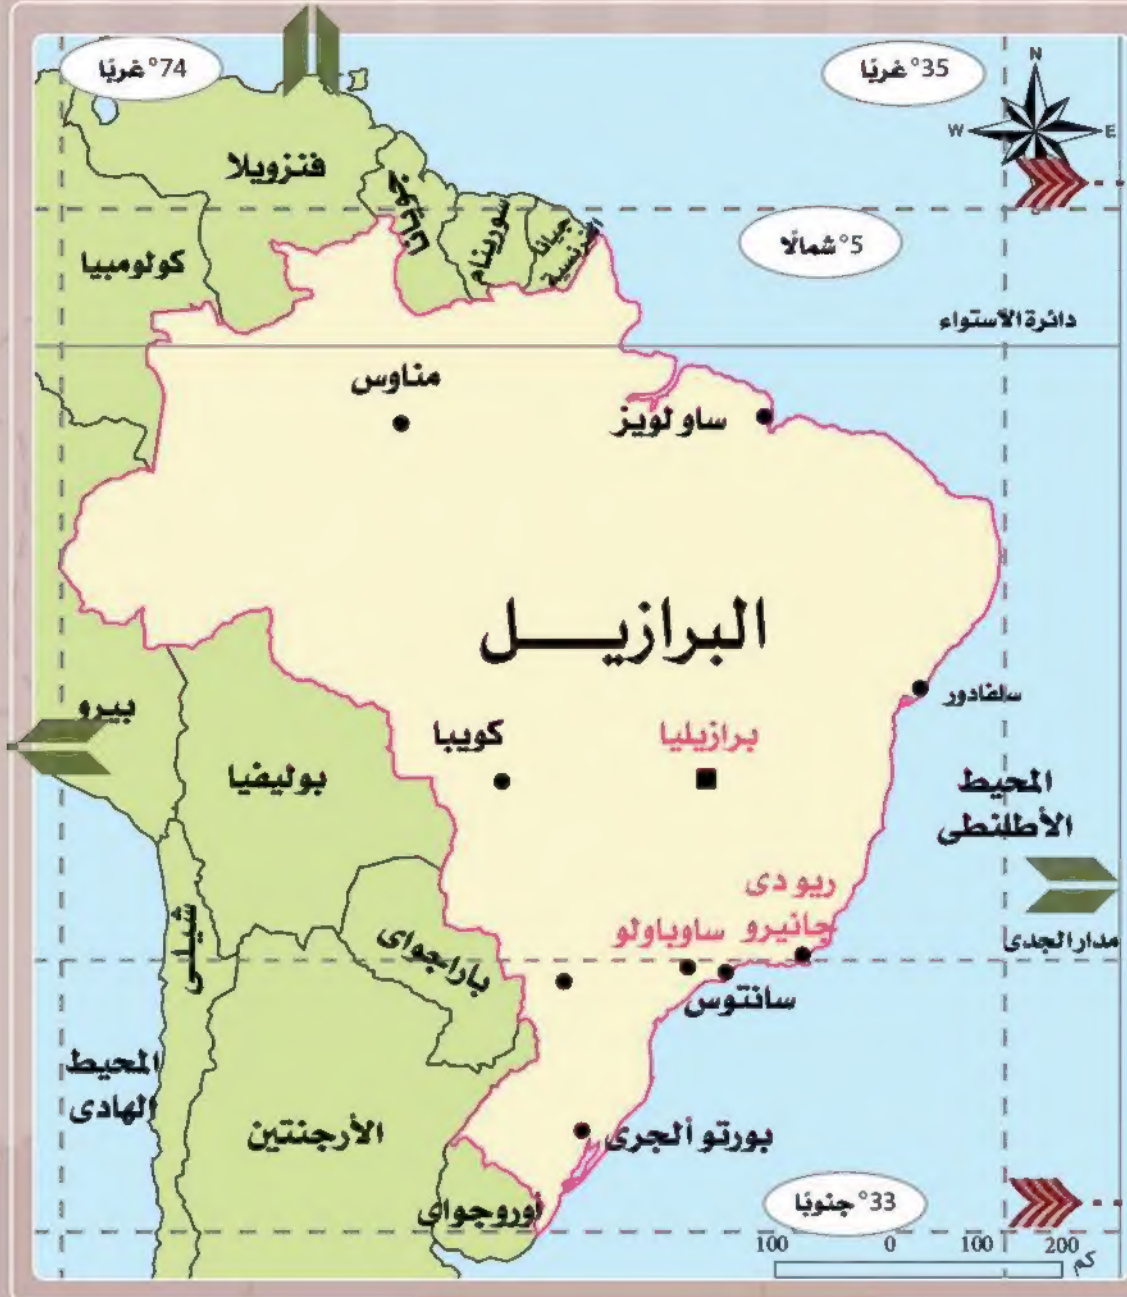 74° غربًا
35° غربًا
N
W
E
فنزويلا
جويانا
سورينام
جيانا
الفرنسية
5° شمالًا
كولومبيا
دائرة الاستواء
مناوس
ساو لويز
البرازيــــل
سلفادور
بيرو
كويبا
برازيليا
بوليفيا
المحيط
الأطلنطى
ريو دى
جانيرو
ساوباولو
شيلـى
باراجواى
مدار الجدى
سانتوس
المحيط
الهادى
الأرجنتين
بورتو ألجرى
أوروجواى
33° جنوبًا
100 0 100 200
كم